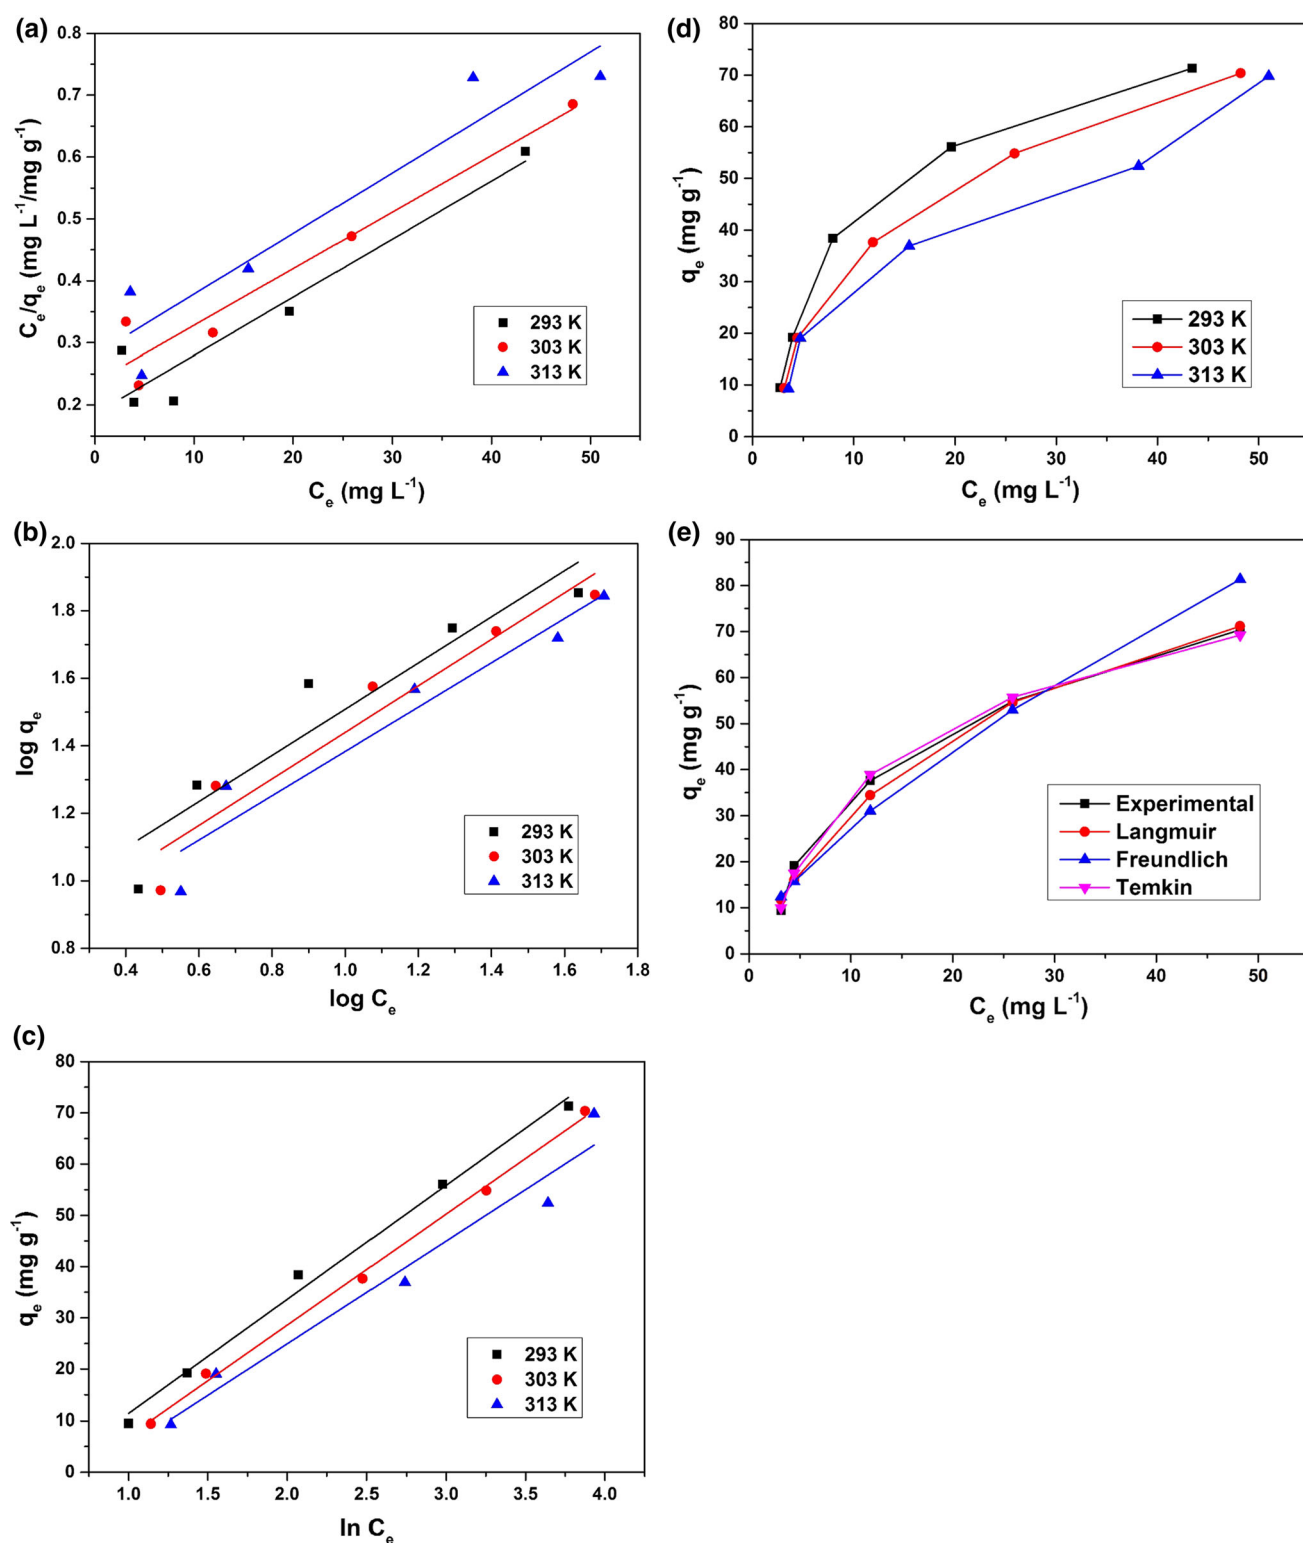 (a)
0.8
0.7
0.6
0.5
0.4
0.3
0.2
Cₑ/qₑ (mg L⁻¹/mg g⁻¹)
293 K
303 K
313 K
0 10 20 30 40 50
Cₑ (mg L⁻¹)
(d)
80
70
60
50
40
30
20
10
0
qₑ (mg g⁻¹)
293 K
303 K
313 K
0 10 20 30 40 50
Cₑ (mg L⁻¹)
(b)
2.0
1.8
1.6
1.4
1.2
1.0
0.8
log qₑ
293 K
303 K
313 K
0.4 0.6 0.8 1.0 1.2 1.4 1.6 1.8
log Cₑ
(e)
90
80
70
60
50
40
30
20
10
0
qₑ (mg g⁻¹)
Experimental
Langmuir
Freundlich
Temkin
0 10 20 30 40 50
Cₑ (mg L⁻¹)
(c)
80
70
60
50
40
30
20
10
0
qₑ (mg g⁻¹)
293 K
303 K
313 K
1.0 1.5 2.0 2.5 3.0 3.5 4.0
ln Cₑ